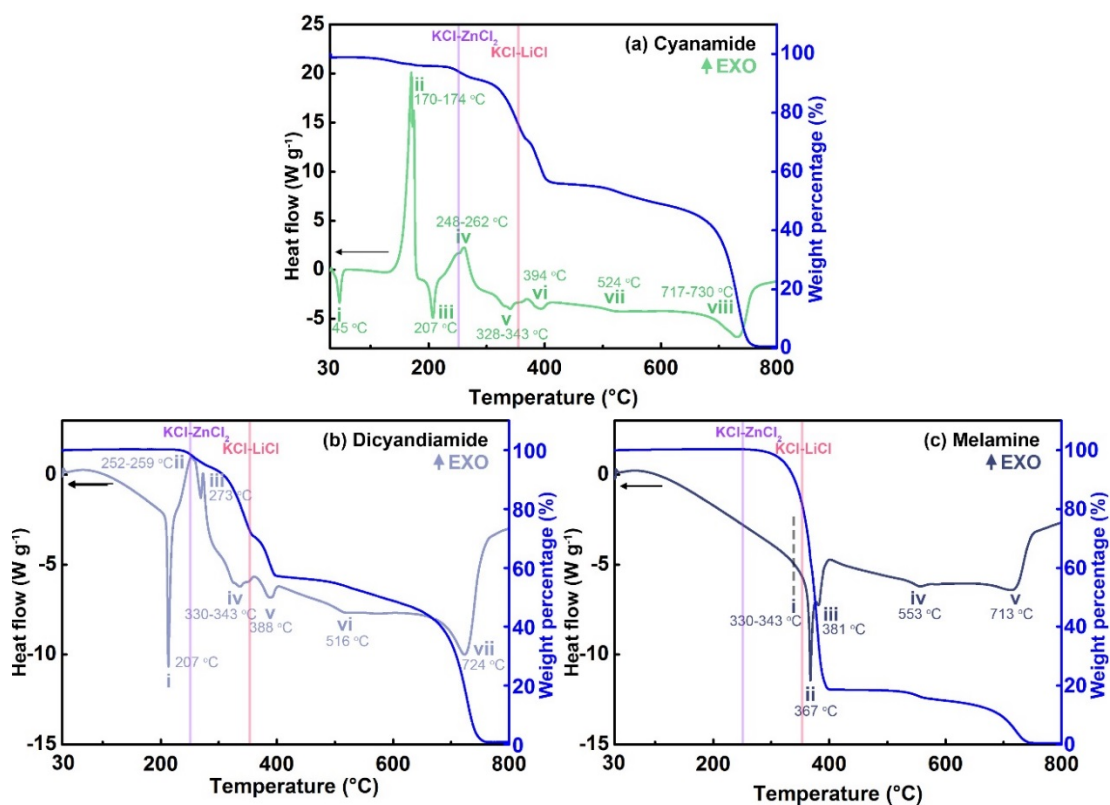 (a) Cyanamide
EXO
KCl-ZnCl₂
KCl-LiCl
25
20
15
10
5
0
-5
Heat flow (W g⁻¹)
100
80
60
40
20
0
Weight percentage (%)
i
45 °C
ii
170-174 °C
iii
207 °C
248-262 °C
iv
v
328-343 °C
394 °C
vi
524 °C
vii
717-730 °C
viii
30
200
400
600
800
Temperature (°C)
(b) Dicyandiamide
EXO
KCl-ZnCl₂
KCl-LiCl
0
-5
-10
-15
Heat flow (W g⁻¹)
100
80
60
40
20
0
Weight percentage (%)
252-259 °C ii
iii
273 °C
iv
330-343 °C
v
388 °C
vi
516 °C
vii
724 °C
207 °C
i
30
200
400
600
800
Temperature (°C)
(c) Melamine
EXO
KCl-ZnCl₂
KCl-LiCl
0
-5
-10
-15
Heat flow (W g⁻¹)
100
80
60
40
20
0
Weight percentage (%)
i
330-343 °C
iii
381 °C
ii
367 °C
iv
553 °C
v
713 °C
30
200
400
600
800
Temperature (°C)